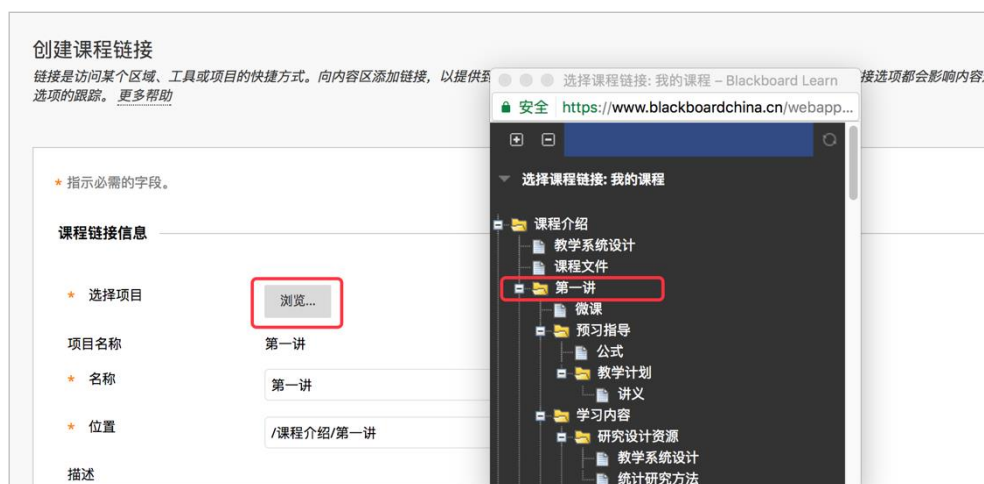 创建课程链接
链接是访问某个区域、工具或项目的快捷方式。向内容区添加链接，以提供到
接选项都会影响内容
选项的跟踪。 更多帮助
* 指示必需的字段。
课程链接信息
* 选择项目
浏览...
项目名称
第一讲
* 名称
第一讲
* 位置
/课程介绍/第一讲
描述
选择课程链接: 我的课程 – Blackboard Learn
安全 https://www.blackboardchina.cn/webapp...
选择课程链接: 我的课程
课程介绍
教学系统设计
课程文件
第一讲
微课
预习指导
公式
教学计划
讲义
学习内容
研究设计资源
教学系统设计
统计研究方法